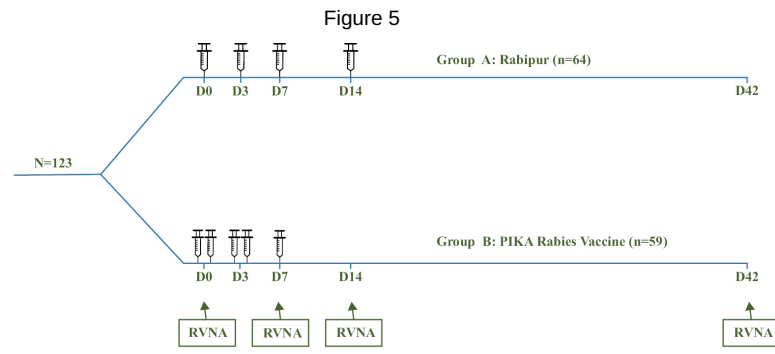 Figure 5
Group A: Rabipur (n=64)
D0 D3 D7 D14 D42
N=123
Group B: PIKA Rabies Vaccine (n=59)
D0 D3 D7 D14 D42
RVNA RVNA RVNA RVNA